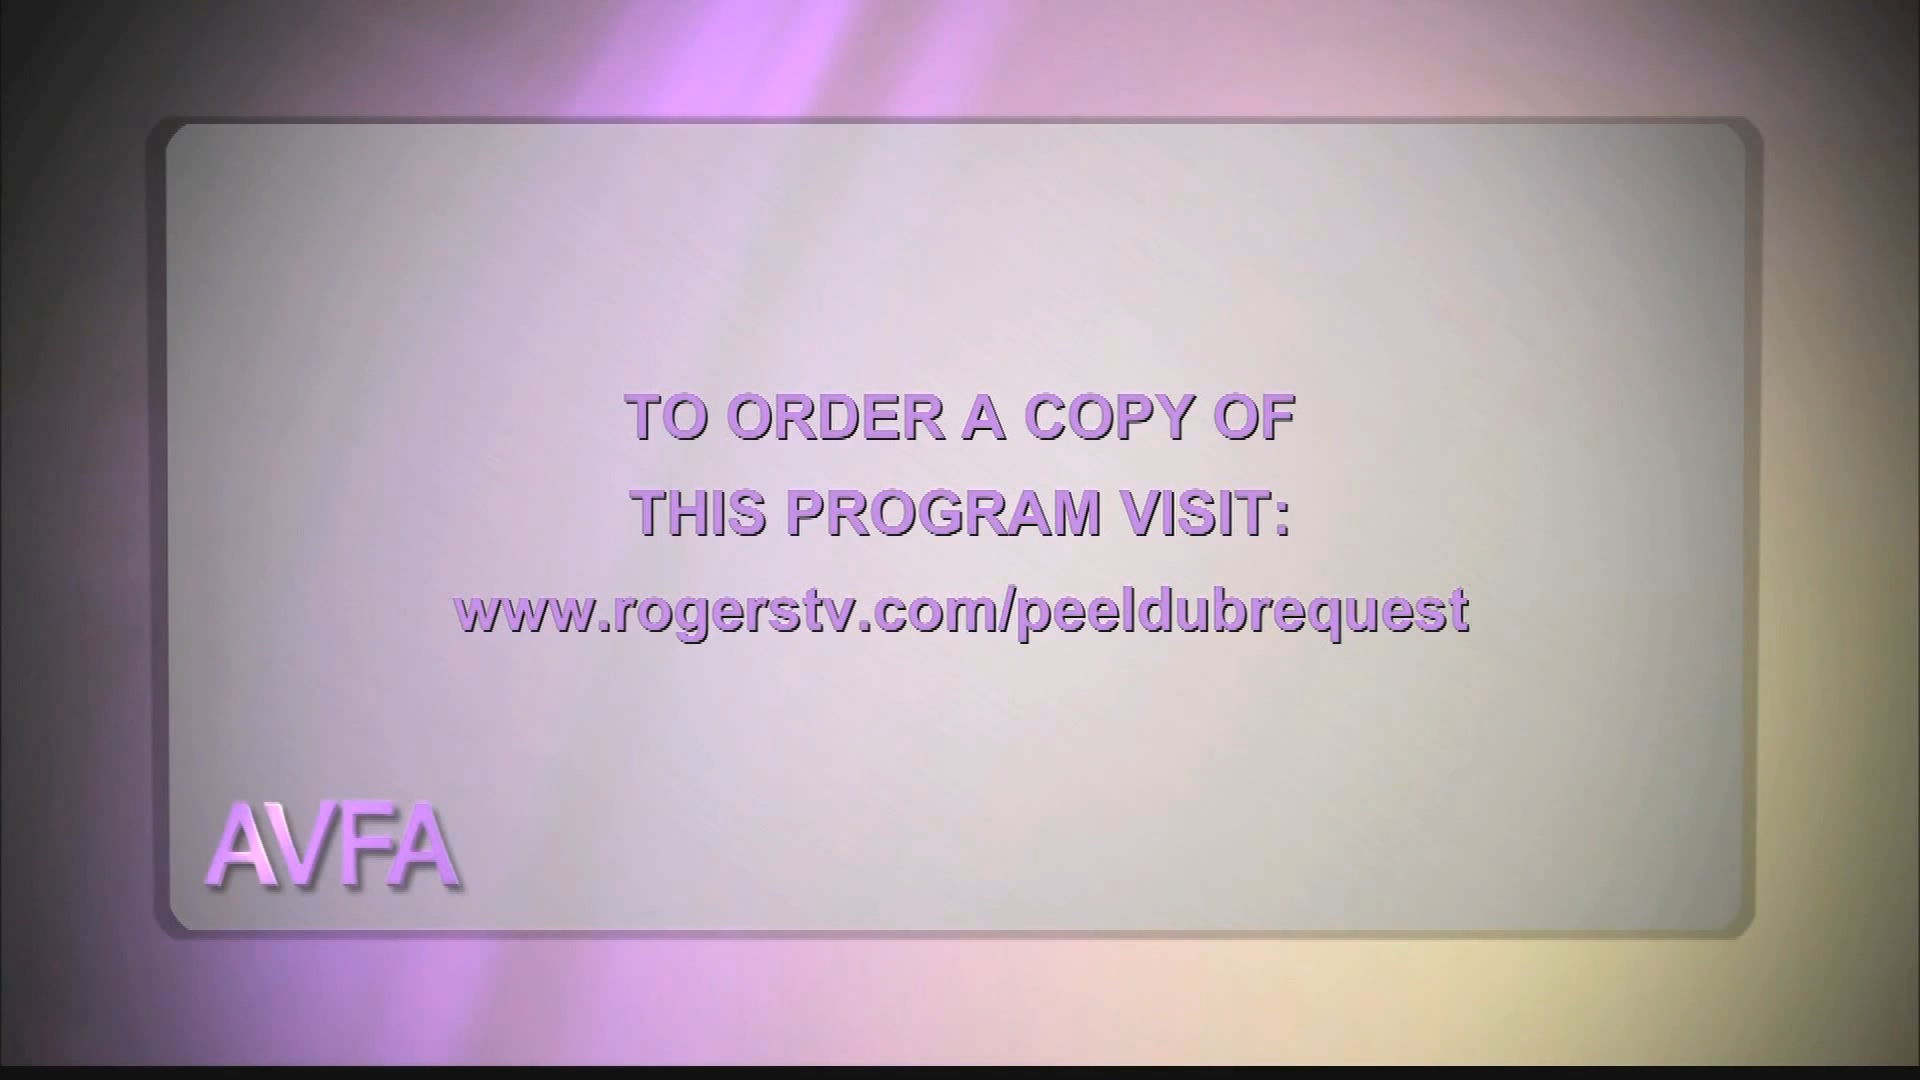 TO ORDER A COPY OF
THIS PROGRAM VISIT:
www.rogerstv.com/peeldubrequest
AVFA